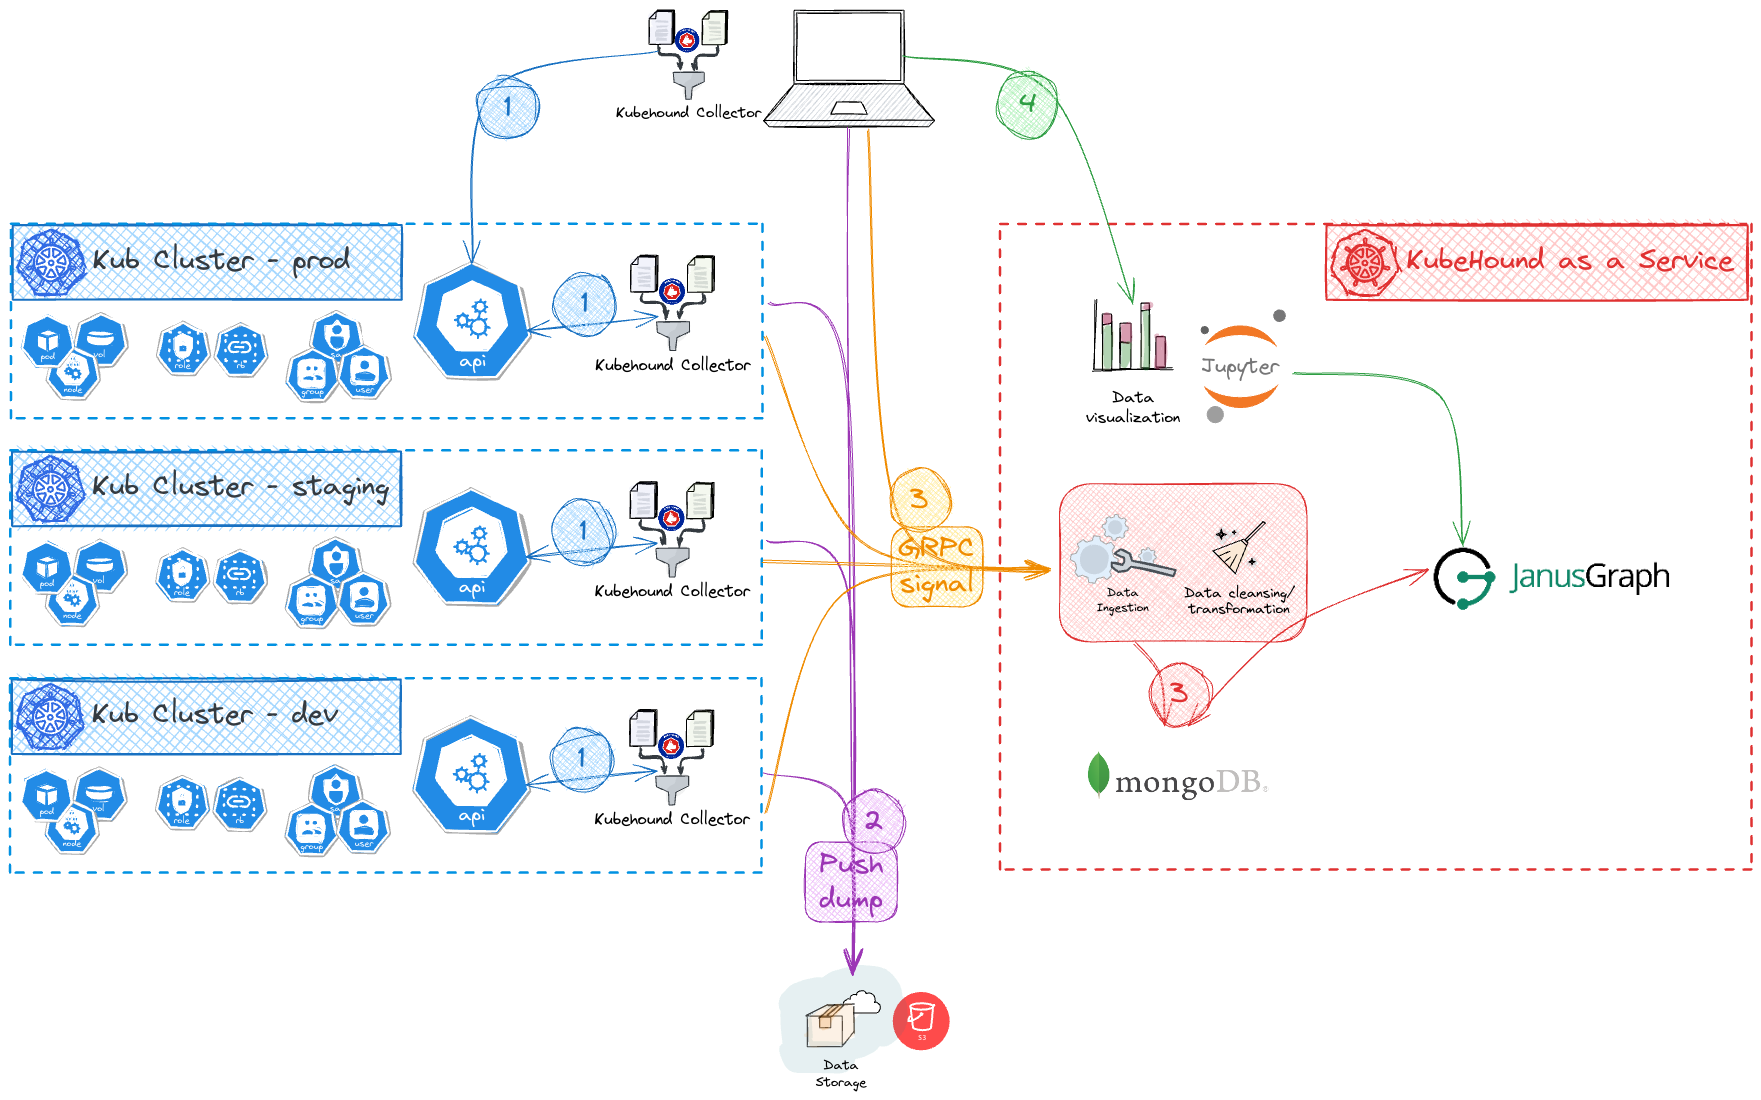 Kubehound Collector
1
4
Kub Cluster - prod
KubeHound as a Service
pod
vol
node
role
rb
sa
group
user
api
1
Kubehound Collector
Data
visualization
Jupyter
Kub Cluster - staging
pod
vol
node
role
rb
sa
group
user
api
1
Kubehound Collector
3
GRPC
signal
Data
Ingestion
Data cleansing/
transformation
JanusGraph
3
Kub Cluster - dev
pod
vol
node
role
rb
sa
group
user
api
1
Kubehound Collector
mongoDB
2
Push
dump
Data
Storage
S3